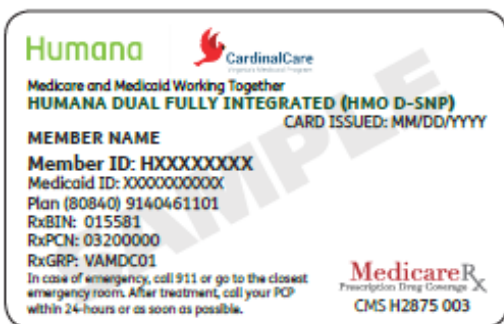 Humana
CardinalCare
Virginia's Medicaid Program
Medicare and Medicaid Working Together
HUMANA DUAL FULLY INTEGRATED (HMO D-SNP)
CARD ISSUED: MM/DD/YYYY
MEMBER NAME
Member ID: HXXXXXXXX
Medicaid ID: XXXXXXXXXXX
Plan (80840) 9140461101
RxBIN: 015581
RxPCN: 03200000
RxGRP: VAMDC01
In case of emergency, call 911 or go to the closest
emergency room. After treatment, call your PCP
within 24-hours or as soon as possible.
MedicareRx
Prescription Drug Coverage X
CMS H2875 003
SAMPLE